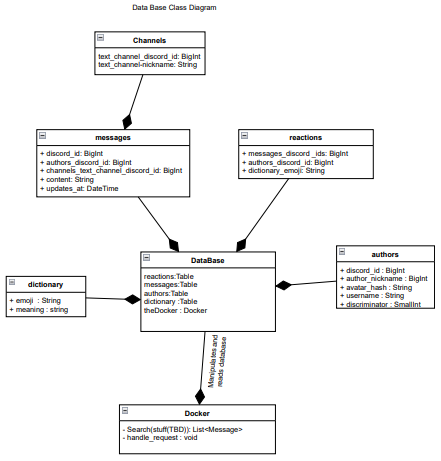 Data Base Class Diagram
Channels
text_channel_discord_id: BigInt
text_channel-nickname: String
messages
+ discord_id: BigInt
+ authors_discord_id: BigInt
+ channels_text_channel_discord_id: BigInt
+ content: String
+ updates_at: DateTime
reactions
+ messages_discord_ids: BigInt
+ authors_discord_id: BigInt
+ dictionary_emoji: String
DataBase
reactions:Table
messages:Table
authors:Table
dictionary :Table
theDocker : Docker
authors
+ discord_id : BigInt
+ author_nickname : BigInt
+ avatar_hash : String
+ username : String
+ discriminator : SmallInt
dictionary
+ emoji : String
+ meaning : string
Manipulates and
reads database
Docker
- Search(stuff(TBD)): List<Message>
- handle_request : void